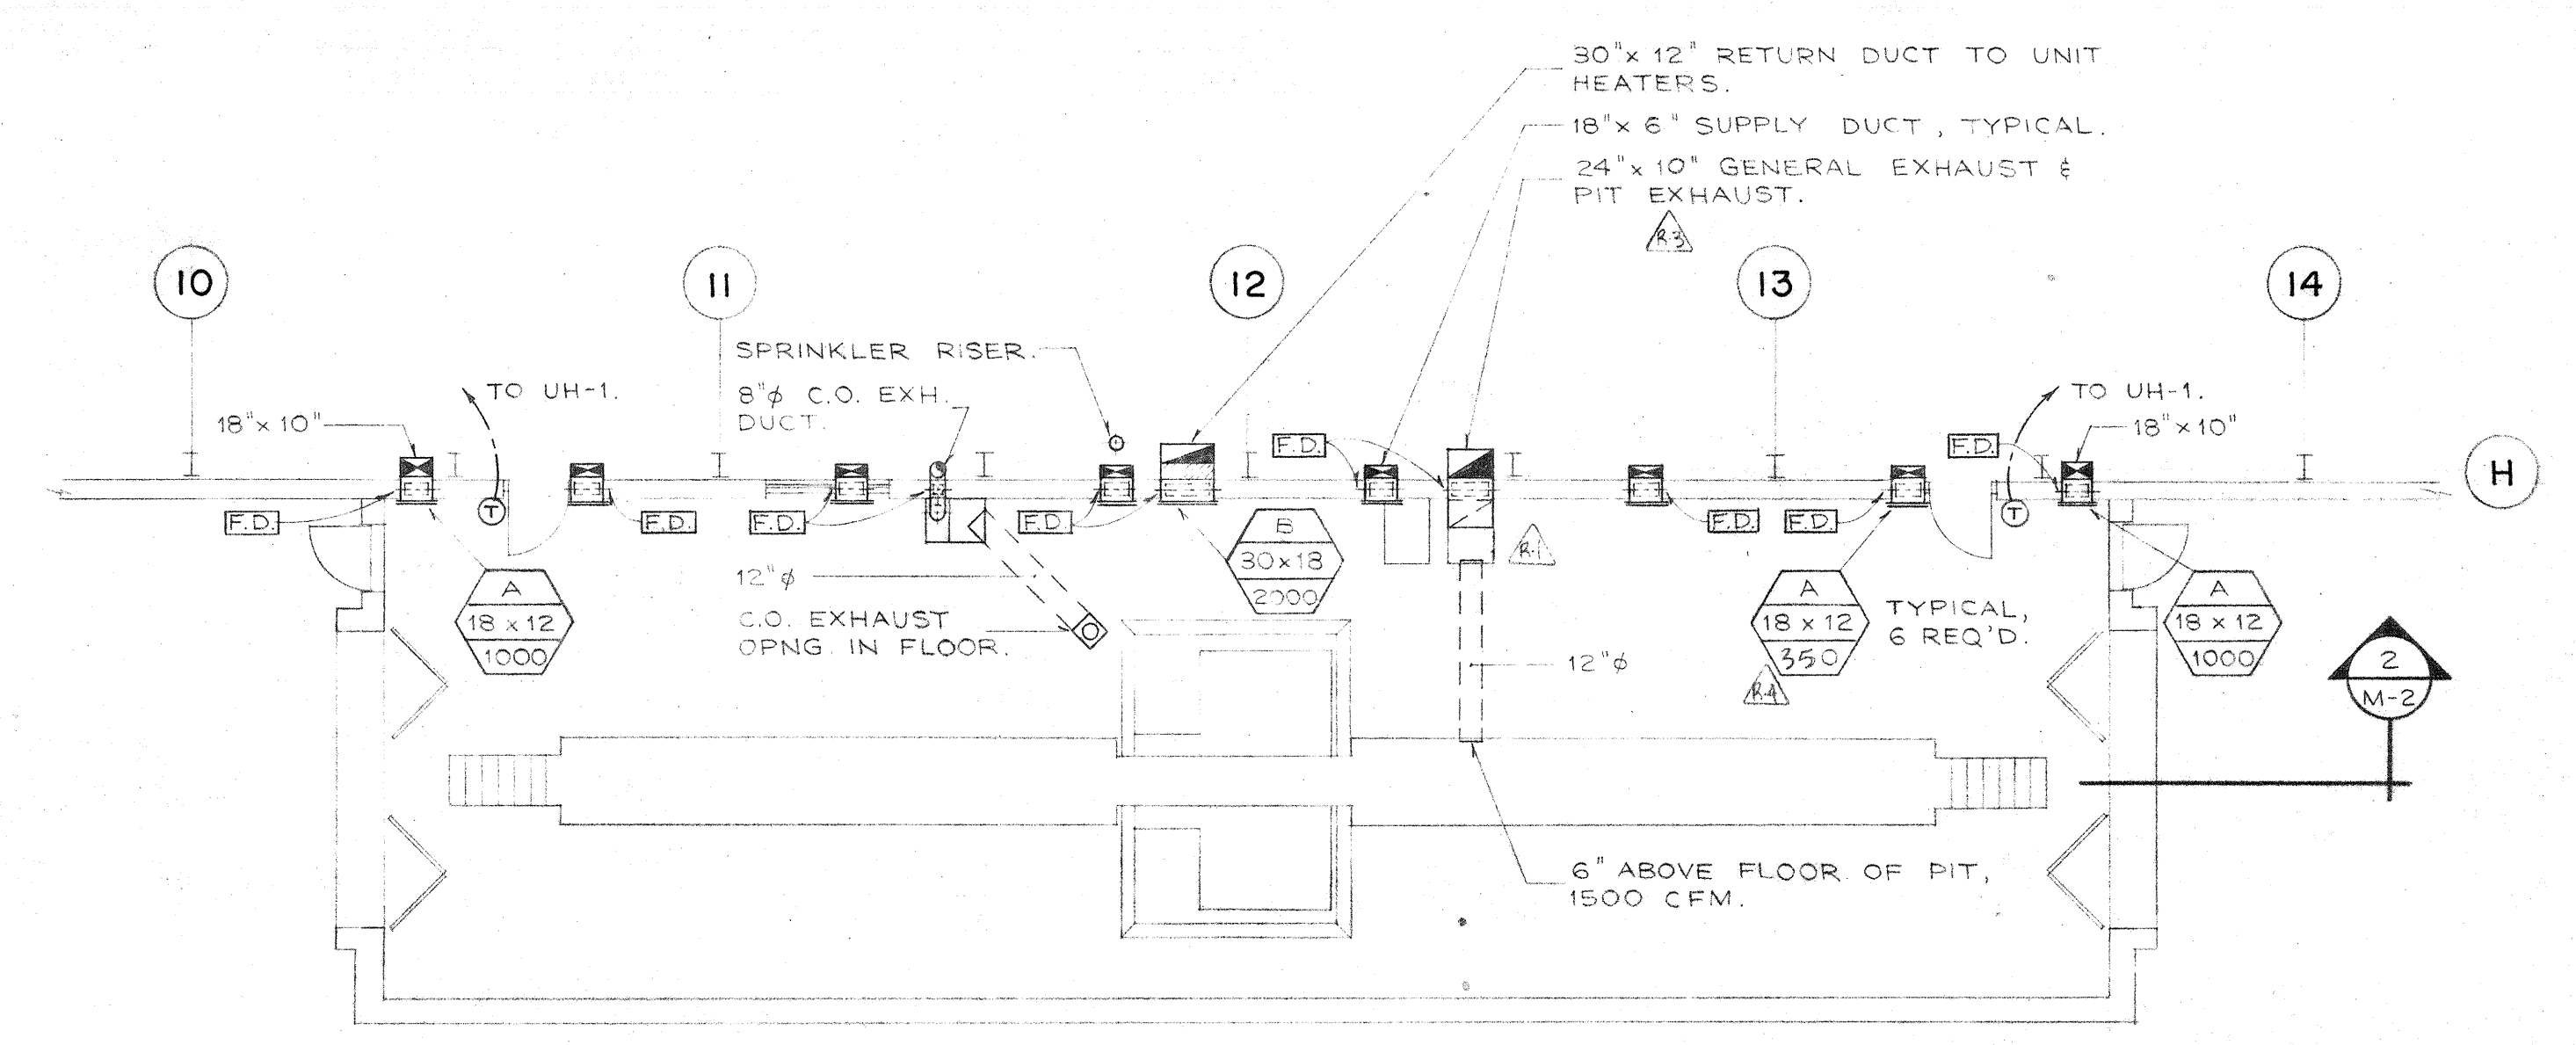 30"x 12" RETURN DUCT TO UNIT
HEATERS.
18"x 6" SUPPLY DUCT, TYPICAL.
24"x 10" GENERAL EXHAUST &
PIT EXHAUST.
R-3
10
11
12
13
14
SPRINKLER RISER.
8"ϕ C.O. EXH.
DUCT.
TO UH-1.
18"x 10"
TO UH-1.
18"x 10"
F.D.
F.D.
H
T
T
F.D.
F.D.
F.D.
F.D.
F.D.
F.D.
R-1
B
30x18
2000
12"ϕ
C.O. EXHAUST
OPNG. IN FLOOR.
A
18 x 12
1000
A
18 x 12
350
R-4
TYPICAL,
6 REQ'D.
A
18 x 12
1000
12"ϕ
2
M-2
6" ABOVE FLOOR OF PIT,
1500 CFM.